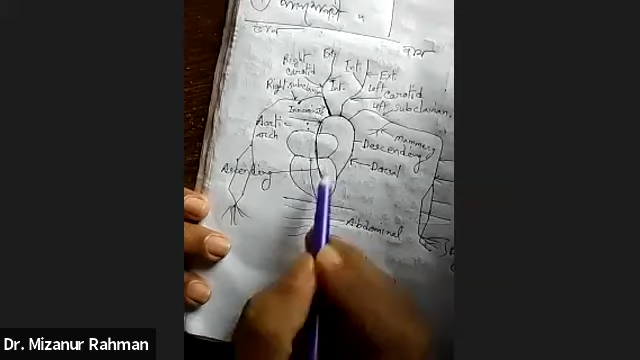 Right carotid
Ext.
Int.
Int.
Ext.
Left carotid
Right subclavian
Left subclavian
Innominate
Aortic arch
mammary
Descending
Dorsal
Ascending
Abdominal
Dr. Mizanur Rahman